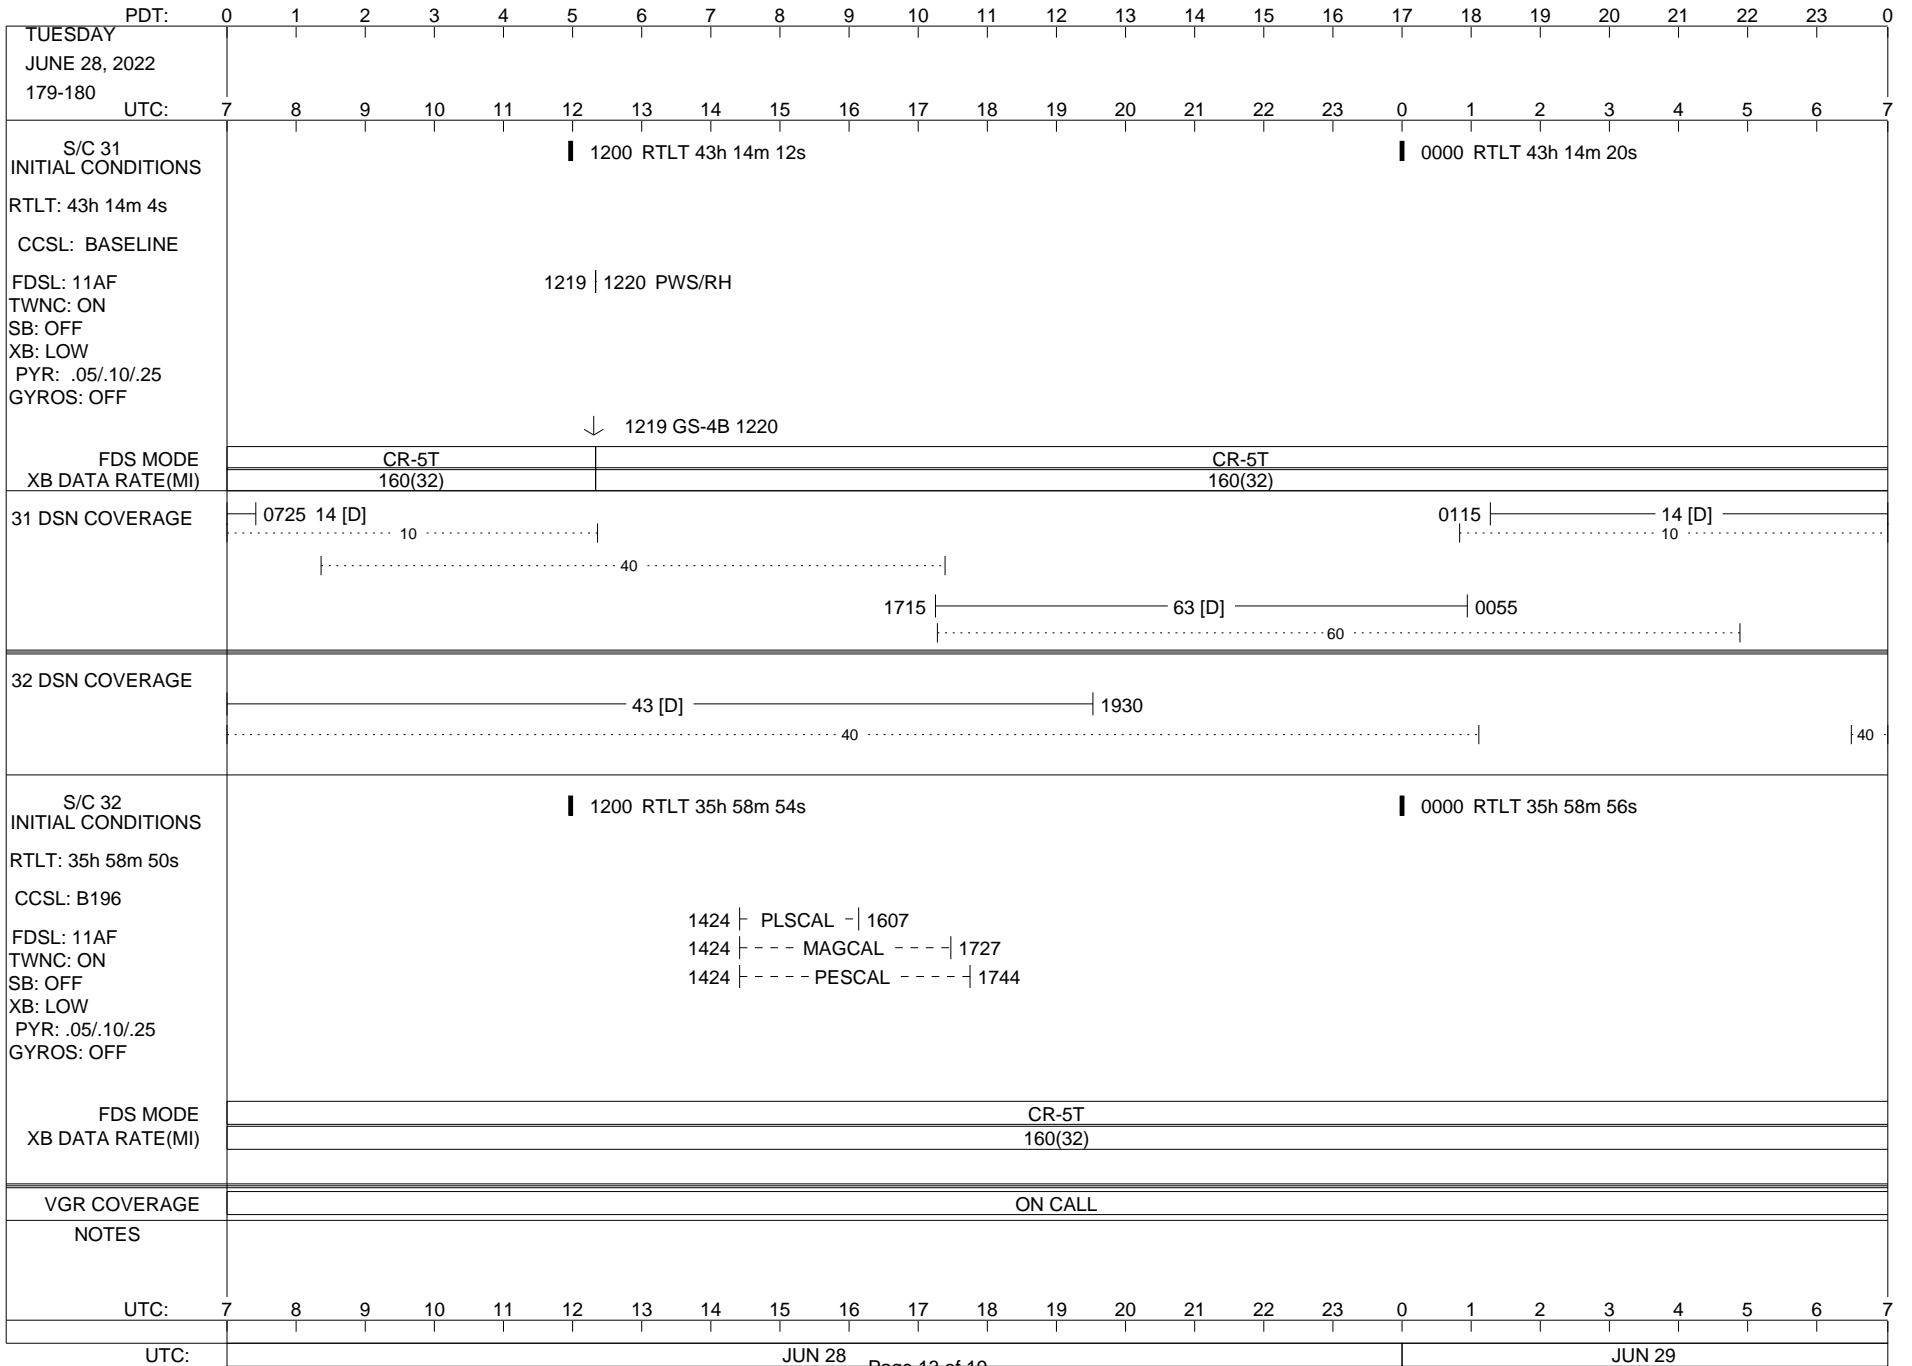 PDT: 0 1 2 3 4 5 6 7 8 9 10 11 12 13 14 15 16 17 18 19 20 21 22 23 0
TUESDAY
JUNE 28, 2022
179-180
UTC: 7 8 9 10 11 12 13 14 15 16 17 18 19 20 21 22 23 0 1 2 3 4 5 6 7
S/C 31 1200 RTLT 43h 14m 12s 0000 RTLT 43h 14m 20s
INITIAL CONDITIONS
RTLT: 43h 14m 4s
CCSL: BASELINE
FDSL: 11AF 1219 1220 PWS/RH
TWNC: ON
SB: OFF
XB: LOW
PYR: .05/.10/.25
GYROS: OFF
1219 GS-4B 1220
FDS MODE CR-5T CR-5T
XB DATA RATE(MI) 160(32) 160(32)
31 DSN COVERAGE 0725 14 [D] 0115 14 [D]
10 10
40
1715 63 [D] 0055
60
32 DSN COVERAGE
43 [D] 1930
40 40
S/C 32 1200 RTLT 35h 58m 54s 0000 RTLT 35h 58m 56s
INITIAL CONDITIONS
RTLT: 35h 58m 50s
CCSL: B196
1424 PLSCAL 1607
FDSL: 11AF
1424 MAGCAL 1727
TWNC: ON
1424 PESCAL 1744
SB: OFF
XB: LOW
PYR: .05/.10/.25
GYROS: OFF
FDS MODE CR-5T
XB DATA RATE(MI) 160(32)
VGR COVERAGE ON CALL
NOTES
UTC: 7 8 9 10 11 12 13 14 15 16 17 18 19 20 21 22 23 0 1 2 3 4 5 6 7
UTC: JUN 28 JUN 29